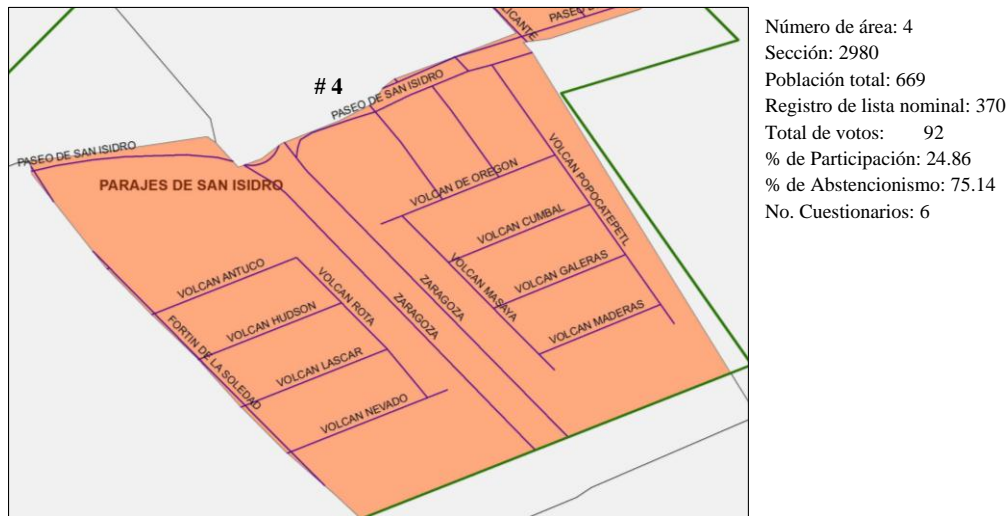 LICANTE
PASEO DE
# 4
PASEO DE SAN ISIDRO
PASEO DE SAN ISIDRO
PARAJES DE SAN ISIDRO
VOLCAN DE OREGON
VOLCAN POPOCATEPETL
VOLCAN CUMBAL
VOLCAN ANTUCO
VOLCAN ROTA
ZARAGOZA
ZARAGOZA
VOLCAN MASAYA
VOLCAN GALERAS
VOLCAN HUDSON
VOLCAN MADERAS
FORTIN DE LA SOLEDAD
VOLCAN LASCAR
VOLCAN NEVADO
Número de área: 4
Sección: 2980
Población total: 669
Registro de lista nominal: 370
Total de votos: 92
% de Participación: 24.86
% de Abstencionismo: 75.14
No. Cuestionarios: 6